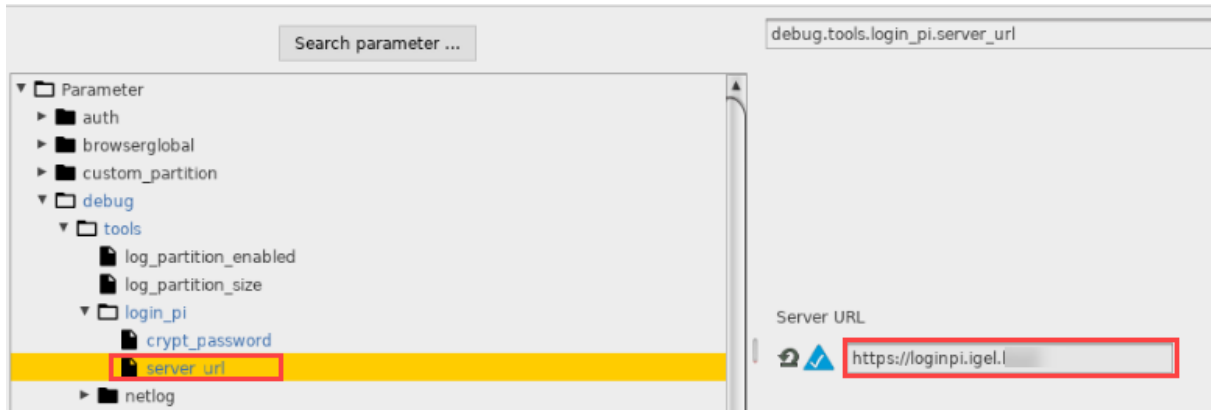 Search parameter ...
debug.tools.login_pi.server_url
Parameter
auth
browserglobal
custom_partition
debug
tools
log_partition_enabled
log_partition_size
login_pi
crypt_password
server_url
netlog
Server URL
https://loginpi.igel.